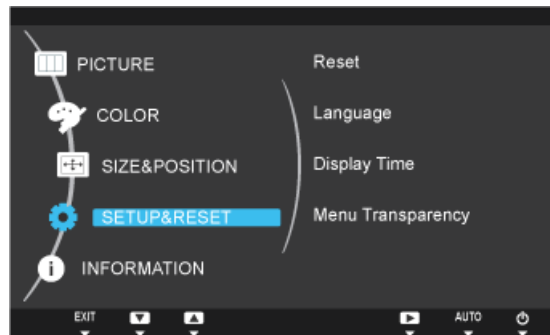 PICTURE
COLOR
SIZE&POSITION
SETUP&RESET
INFORMATION
Reset
Language
Display Time
Menu Transparency
EXIT
AUTO